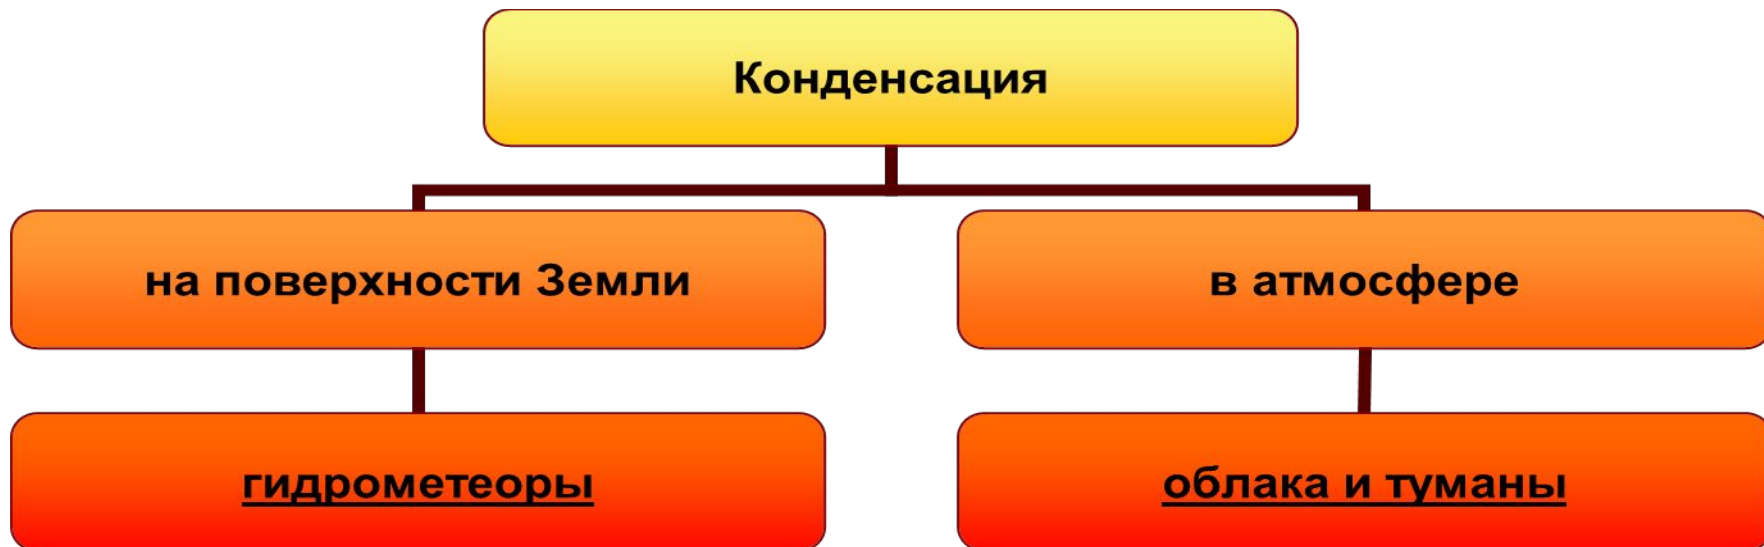 Конденсация
на поверхности Земли
в атмосфере
гидрометеоры
облака и туманы